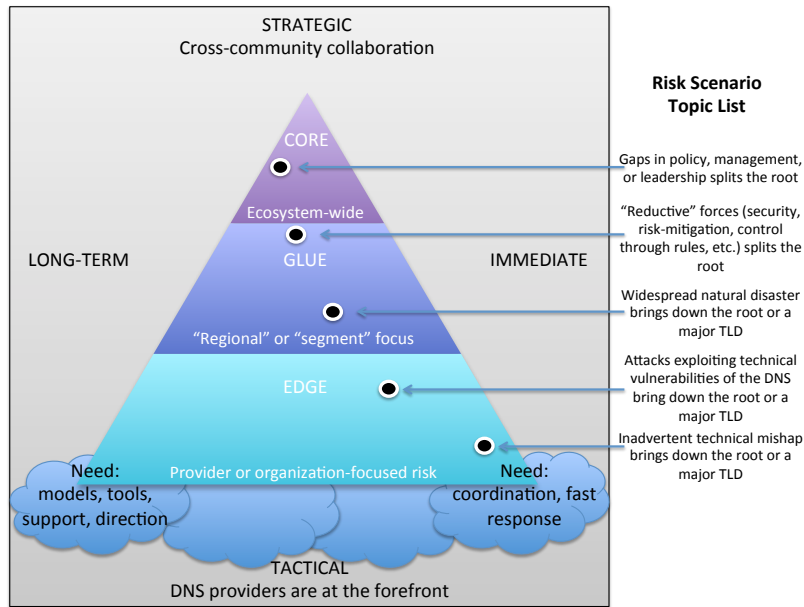 STRATEGIC
Cross-community collaboration
Risk Scenario
Topic List
CORE
Gaps in policy, management,
or leadership splits the root
Ecosystem-wide
“Reductive” forces (security,
risk-mitigation, control
through rules, etc.) splits the
root
LONG-TERM
GLUE
IMMEDIATE
Widespread natural disaster
brings down the root or a
major TLD
“Regional” or “segment” focus
Attacks exploiting technical
vulnerabilities of the DNS
bring down the root or a
major TLD
EDGE
Inadvertent technical mishap
brings down the root or a
major TLD
Provider or organization-focused risk
Need:
models, tools,
support, direction
Need:
coordination, fast
response
TACTICAL
DNS providers are at the forefront